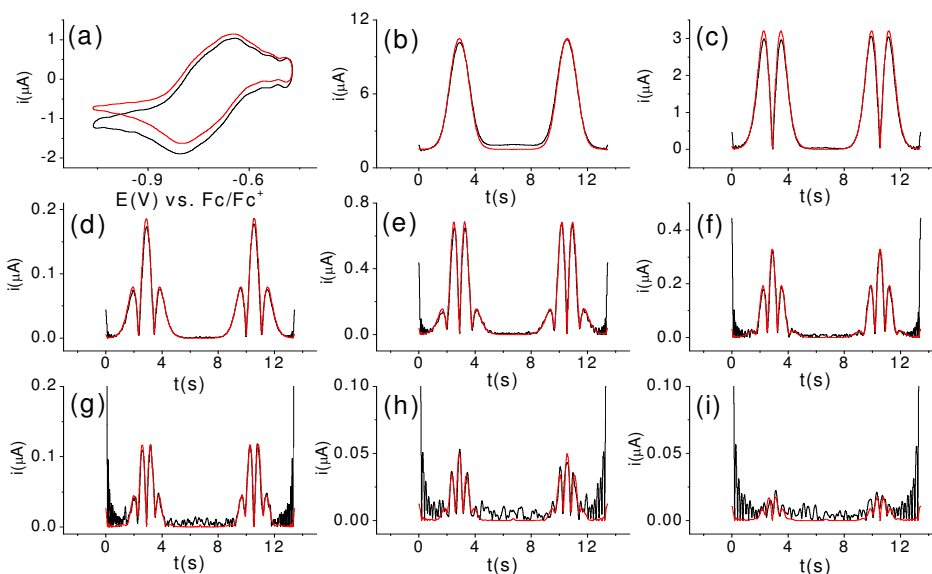 (a)
1
0
-1
-2
i(μA)
-0.9
-0.6
E(V) vs. Fc/Fc+
(b)
12
6
0
i(μA)
0
4
8
12
t(s)
(c)
3
2
1
0
i(μA)
0
4
8
12
t(s)
(d)
0.2
0.1
0.0
i(μA)
0
4
8
12
t(s)
(e)
0.8
0.4
0.0
i(μA)
0
4
8
12
t(s)
(f)
0.4
0.2
0.0
i(μA)
0
4
8
12
t(s)
(g)
0.2
0.1
0.0
i(μA)
0
4
8
12
t(s)
(h)
0.10
0.05
0.00
i(μA)
0
4
8
12
t(s)
(i)
0.10
0.05
0.00
i(μA)
0
4
8
12
t(s)